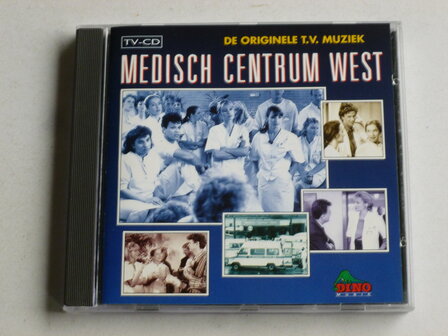 TV-CD
DE ORIGINELE T.V. MUZIEK
MEDISCH CENTRUM WEST
DINO
MUSIC